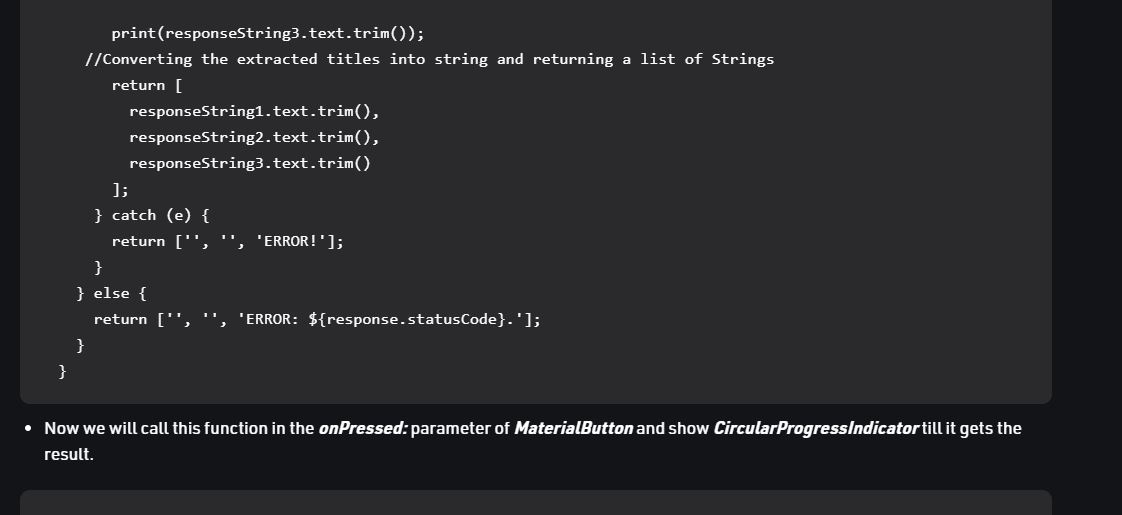 print(responseString3.text.trim());
//Converting the extracted titles into string and returning a list of Strings
return [
responseString1.text.trim(),
responseString2.text.trim(),
responseString3.text.trim()
];
} catch (e) {
return ['', '', 'ERROR!'];
}
} else {
return ['', '', 'ERROR: ${response.statusCode}.'];
}
}
• Now we will call this function in the onPressed: parameter of MaterialButton and show CircularProgressIndicator till it gets the
result.